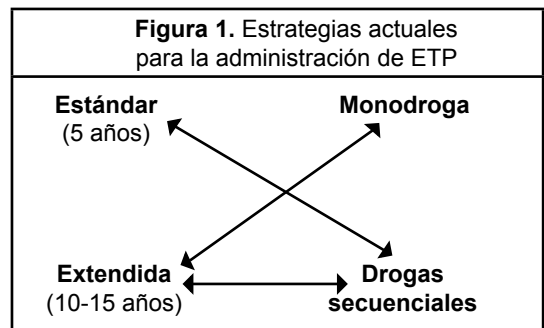 Figura 1. Estrategias actuales
para la administración de ETP
Estándar
(5 años)
Monodroga
Extendida
(10-15 años)
Drogas
secuenciales